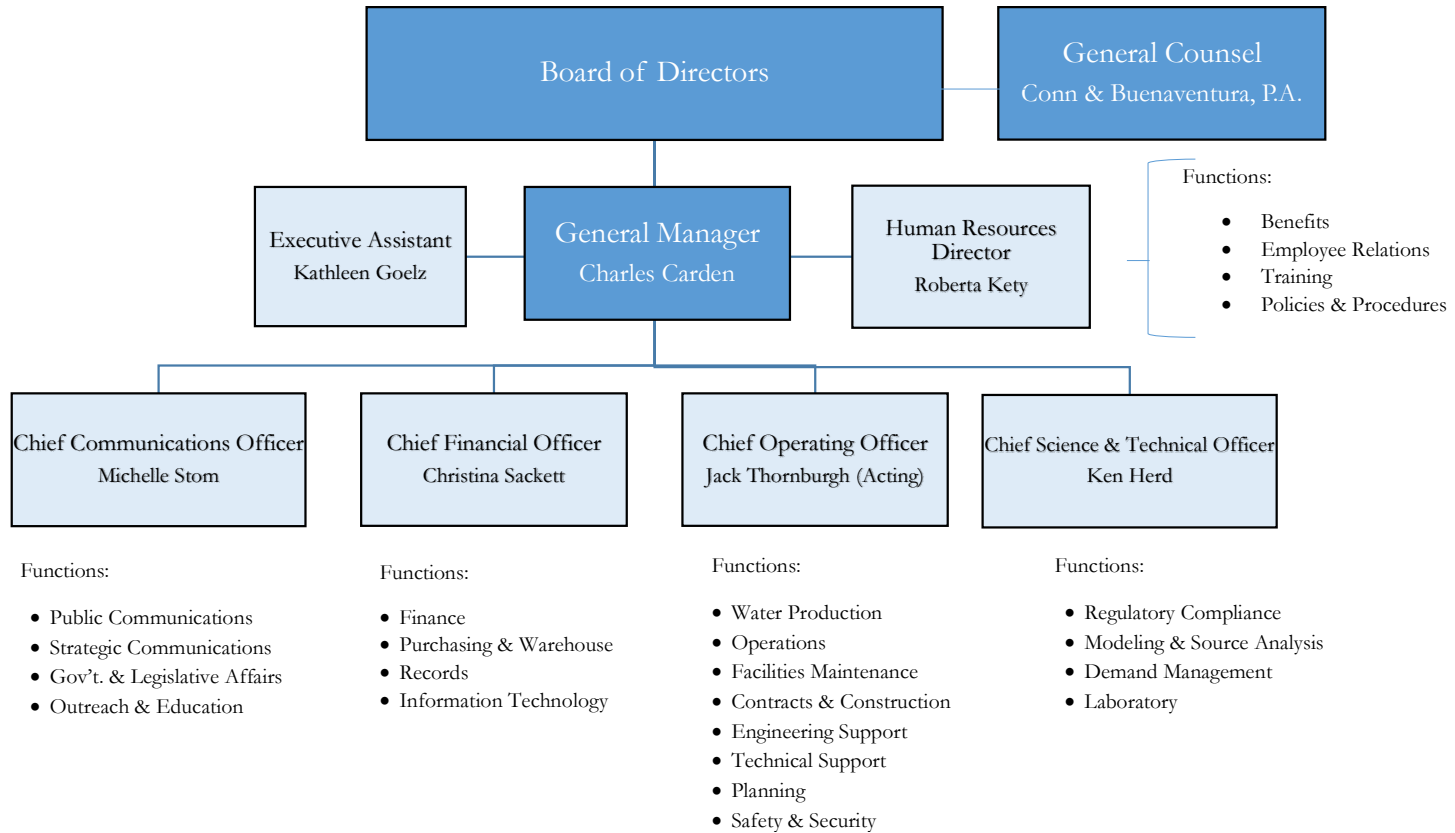 Board of Directors
General Counsel
Conn & Buenaventura, P.A.
Executive Assistant
Kathleen Goelz
General Manager
Charles Carden
Human Resources
Director
Roberta Kety
Functions:
• Benefits
• Employee Relations
• Training
• Policies & Procedures
Chief Communications Officer
Michelle Stom
Chief Financial Officer
Christina Sackett
Chief Operating Officer
Jack Thornburgh (Acting)
Chief Science & Technical Officer
Ken Herd
Functions:
• Public Communications
• Strategic Communications
• Gov’t. & Legislative Affairs
• Outreach & Education
Functions:
• Finance
• Purchasing & Warehouse
• Records
• Information Technology
Functions:
• Water Production
• Operations
• Facilities Maintenance
• Contracts & Construction
• Engineering Support
• Technical Support
• Planning
• Safety & Security
Functions:
• Regulatory Compliance
• Modeling & Source Analysis
• Demand Management
• Laboratory